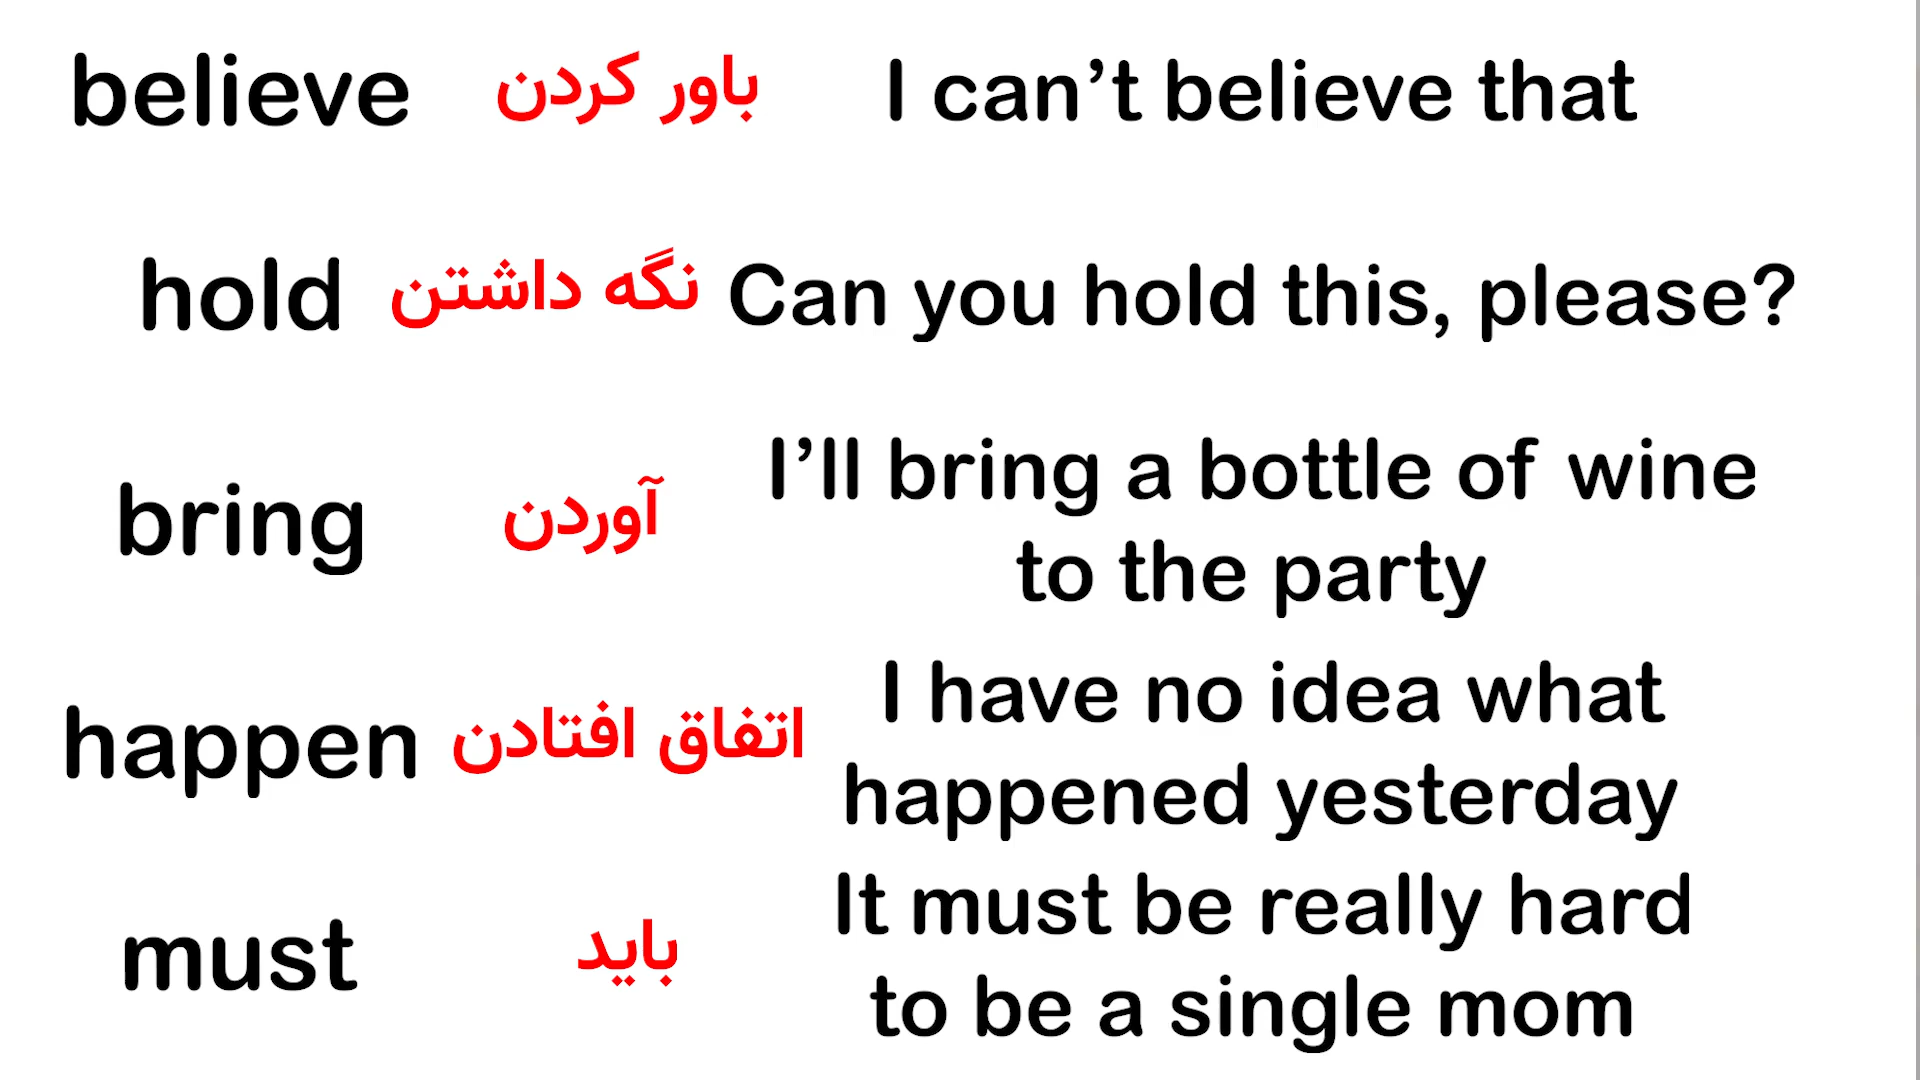 believe باور کردن I can’t believe that
hold نگه داشتن Can you hold this, please?
bring آوردن I’ll bring a bottle of wine
to the party
happen اتفاق افتادن I have no idea what
happened yesterday
must باید It must be really hard
to be a single mom